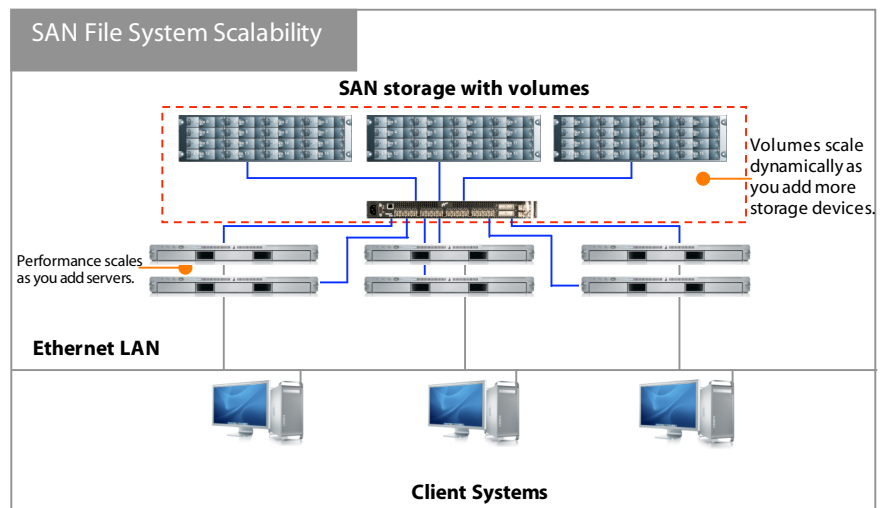 SAN File System Scalability
SAN storage with volumes
Volumes scale
dynamically as
you add more
storage devices.
Performance scales
as you add servers.
Ethernet LAN
Client Systems